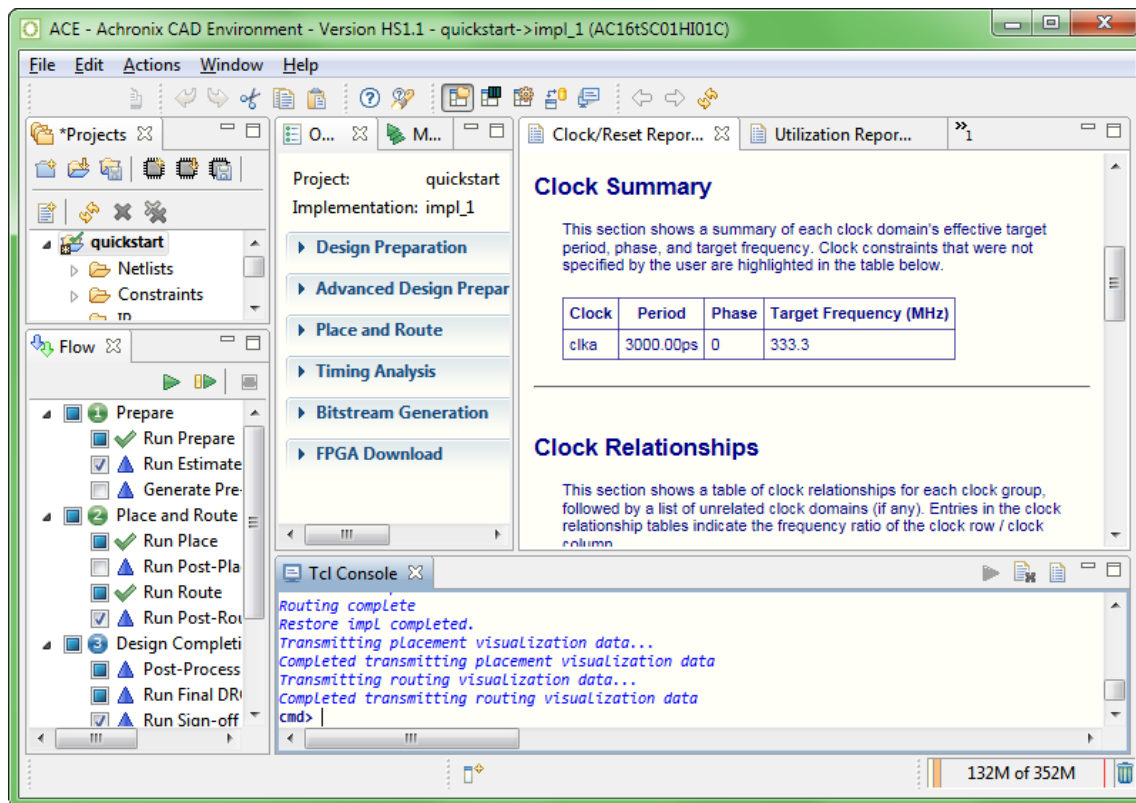 ACE - Achronix CAD Environment - Version HS1.1 - quickstart->impl_1 (AC16tSC01HI01C)
File Edit Actions Window Help
*Projects
quickstart
Netlists
Constraints
Flow
1 Prepare
Run Prepare
Run Estimate
Generate Pre-
2 Place and Route
Run Place
Run Post-Pla
Run Route
Run Post-Rou
3 Design Completi
Post-Process
Run Final DR
Run Sign-off
O... M...
Project: quickstart
Implementation: impl_1
Design Preparation
Advanced Design Prepar
Place and Route
Timing Analysis
Bitstream Generation
FPGA Download
Clock/Reset Repor... Utilization Repor... »1
Clock Summary
This section shows a summary of each clock domain's effective target
period, phase, and target frequency. Clock constraints that were not
specified by the user are highlighted in the table below.
Clock Period Phase Target Frequency (MHz)
clka 3000.00ps 0 333.3
Clock Relationships
This section shows a table of clock relationships for each clock group,
followed by a list of unrelated clock domains (if any). Entries in the clock
relationship tables indicate the frequency ratio of the clock row / clock
column
Tcl Console
Routing complete
Restore impl completed.
Transmitting placement visualization data...
Completed transmitting placement visualization data
Transmitting routing visualization data...
Completed transmitting routing visualization data
cmd>
132M of 352M